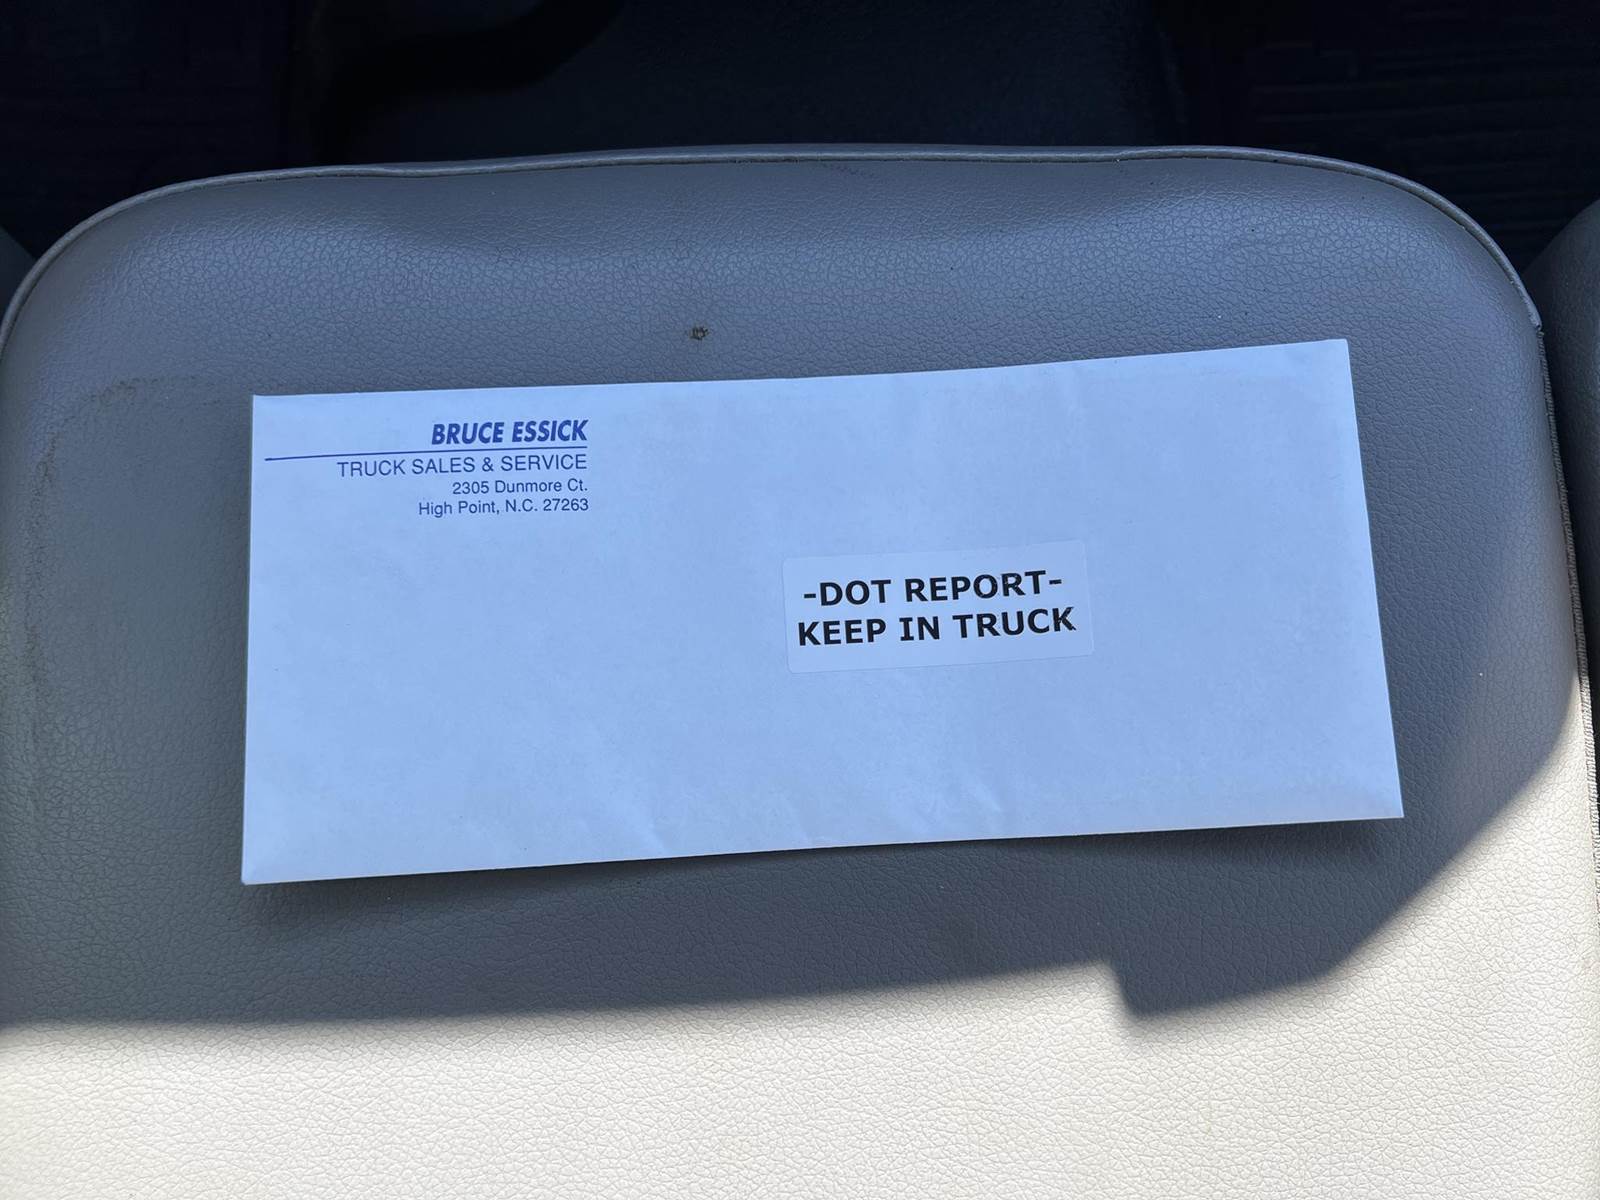 BRUCE ESSICK
TRUCK SALES & SERVICE
2305 Dunmore Ct.
High Point, N.C. 27263
-DOT REPORT-
KEEP IN TRUCK